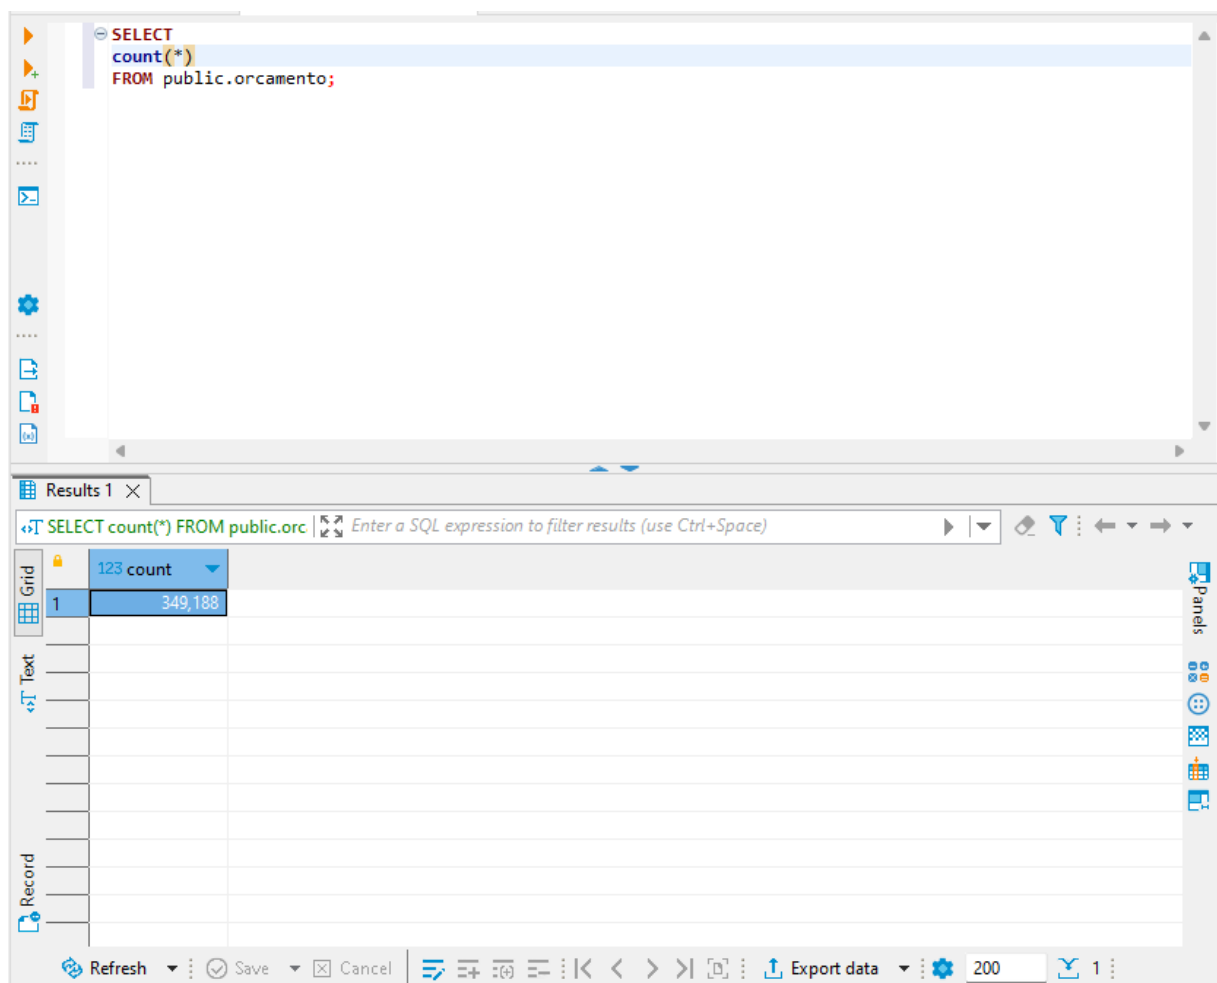 SELECT
count(*)
FROM public.orcamento;
Results 1
SELECT count(*) FROM public.orc
Enter a SQL expression to filter results (use Ctrl+Space)
Grid
Text
Record
123 count
1
349,188
Panels
Refresh
Save
Cancel
Export data
200
1